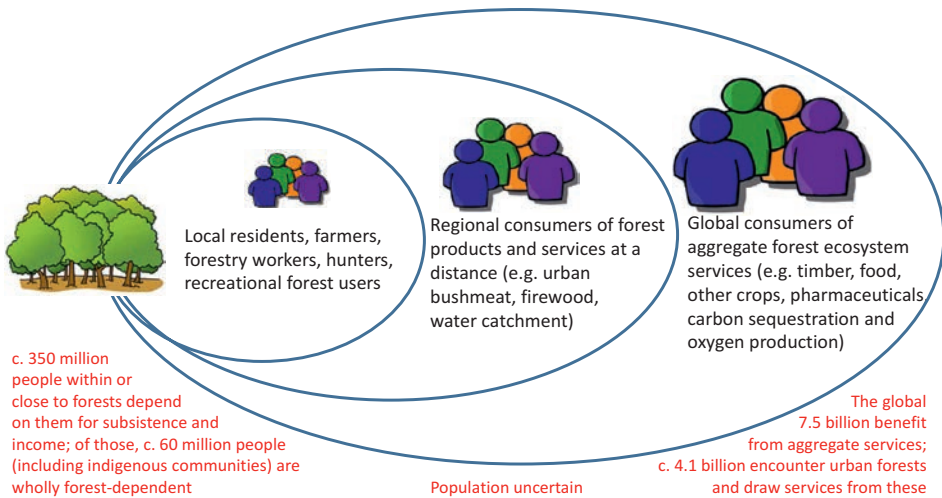 Local residents, farmers,
forestry workers, hunters,
recreational forest users
Regional consumers of forest
products and services at a
distance (e.g. urban
bushmeat, firewood,
water catchment)
Global consumers of
aggregate forest ecosystem
services (e.g. timber, food,
other crops, pharmaceuticals,
carbon sequestration and
oxygen production)
c. 350 million
people within or
close to forests depend
on them for subsistence and
income; of those, c. 60 million people
(including indigenous communities) are
wholly forest-dependent
Population uncertain
The global
7.5 billion benefit
from aggregate services;
c. 4.1 billion encounter urban forests
and draw services from these